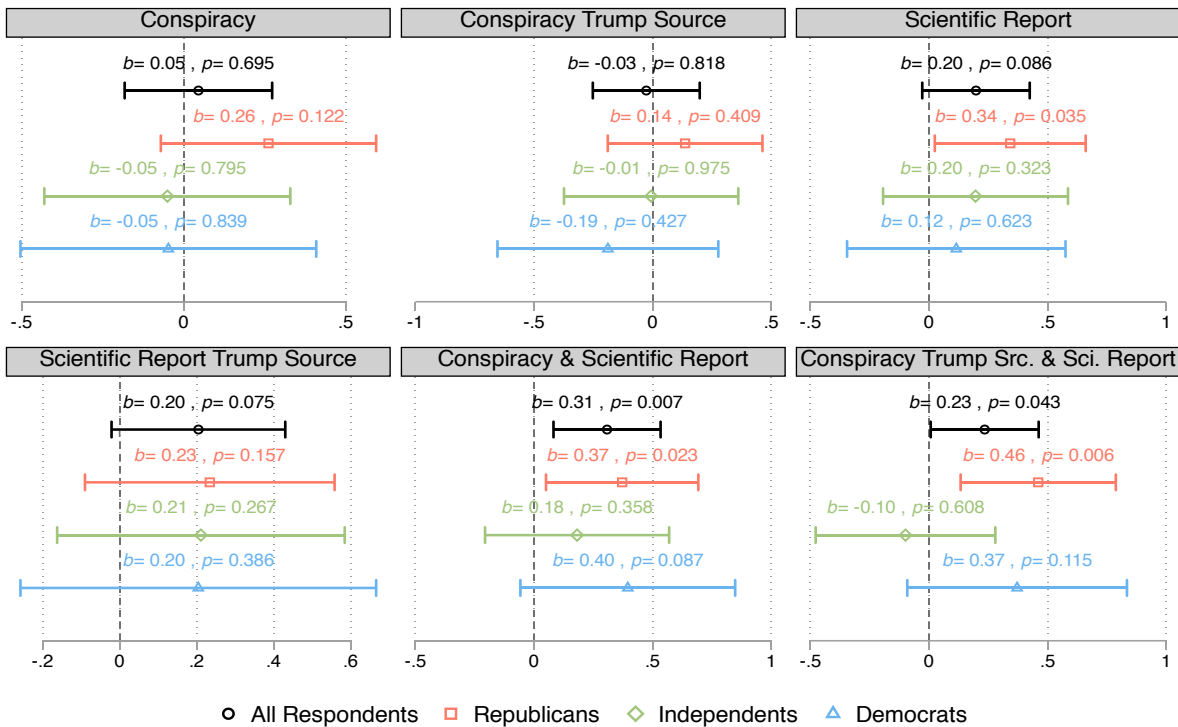 Conspiracy
b= 0.05 , p= 0.695
b= 0.26 , p= 0.122
b= -0.05 , p= 0.795
b= -0.05 , p= 0.839
-.5 0 .5
Conspiracy Trump Source
b= -0.03 , p= 0.818
b= 0.14 , p= 0.409
b= -0.01 , p= 0.975
b= -0.19 , p= 0.427
-1 -.5 0 .5
Scientific Report
b= 0.20 , p= 0.086
b= 0.34 , p= 0.035
b= 0.20 , p= 0.323
b= 0.12 , p= 0.623
-.5 0 .5 1
Scientific Report Trump Source
b= 0.20 , p= 0.075
b= 0.23 , p= 0.157
b= 0.21 , p= 0.267
b= 0.20 , p= 0.386
-.2 0 .2 .4 .6
Conspiracy & Scientific Report
b= 0.31 , p= 0.007
b= 0.37 , p= 0.023
b= 0.18 , p= 0.358
b= 0.40 , p= 0.087
-.5 0 .5 1
Conspiracy Trump Src. & Sci. Report
b= 0.23 , p= 0.043
b= 0.46 , p= 0.006
b= -0.10 , p= 0.608
b= 0.37 , p= 0.115
-.5 0 .5 1
All Respondents Republicans Independents Democrats